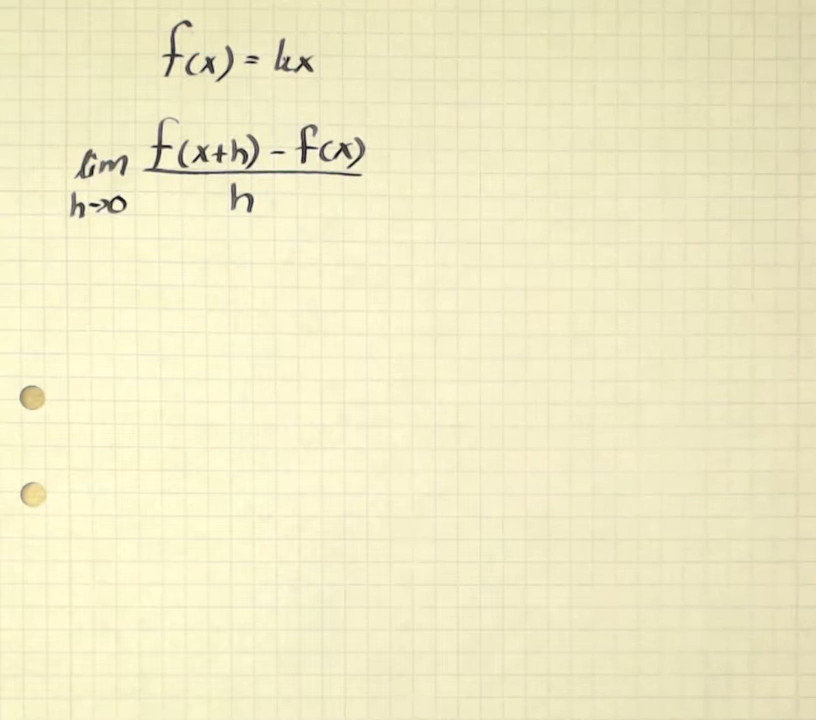 f(x) = kx
lim h→0 (f(x+h) - f(x)) / h